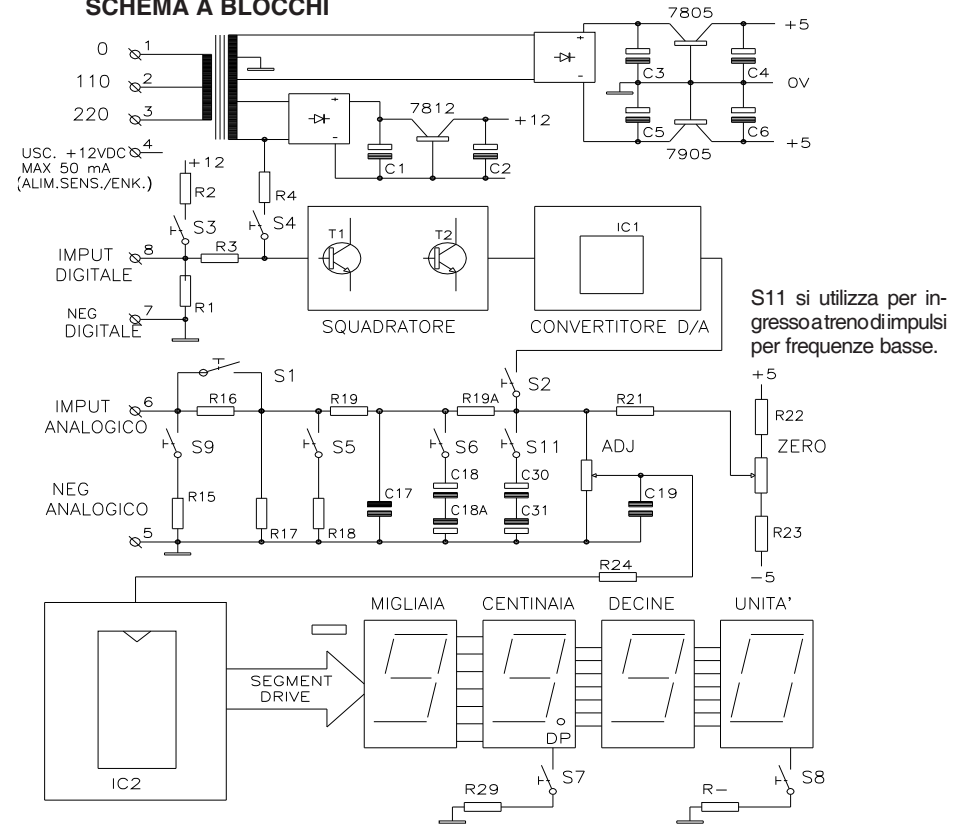 SCHEMA A BLOCCHI
7805
+5
0 1
110 2
220 3
C3
C4
0V
7812
+12
C5
C6
7905
+5
USC. +12VDC 4
MAX 50 mA
(ALIM.SENS./ENK.)
+12
C1
C2
R2
R4
S3
S4
T1
T2
IC1
IMPUT 8
DIGITALE
R3
R1
NEG 7
DIGITALE
SQUADRATORE
CONVERTITORE D/A
S11 si utilizza per in-
gresso a treno di impulsi
per frequenze basse.
S1
S2
+5
IMPUT 6
ANALOGICO
R16
R19
R19A
R21
R22
S9
S5
S6
S11
ADJ
ZERO
NEG
ANALOGICO
R15
C17
C18
C30
C19
C18A
C31
5
R17
R18
R23
R24
-5
MIGLIAIA
CENTINAIA
DECINE
UNITA'
SEGMENT
DRIVE
DP
IC2
S7
S8
R29
R-